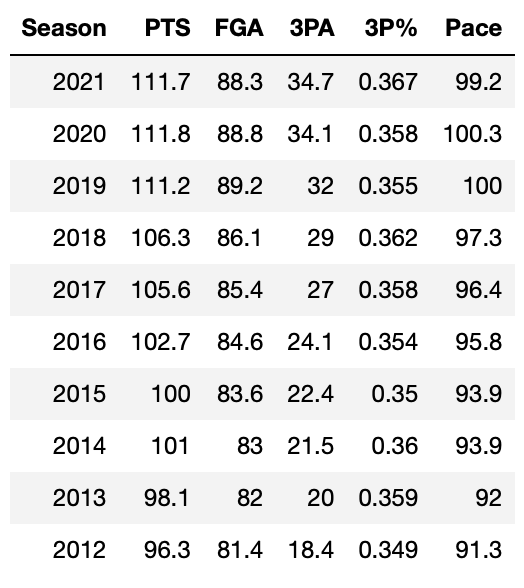 Season PTS FGA 3PA 3P% Pace
2021 111.7 88.3 34.7 0.367 99.2
2020 111.8 88.8 34.1 0.358 100.3
2019 111.2 89.2 32 0.355 100
2018 106.3 86.1 29 0.362 97.3
2017 105.6 85.4 27 0.358 96.4
2016 102.7 84.6 24.1 0.354 95.8
2015 100 83.6 22.4 0.35 93.9
2014 101 83 21.5 0.36 93.9
2013 98.1 82 20 0.359 92
2012 96.3 81.4 18.4 0.349 91.3